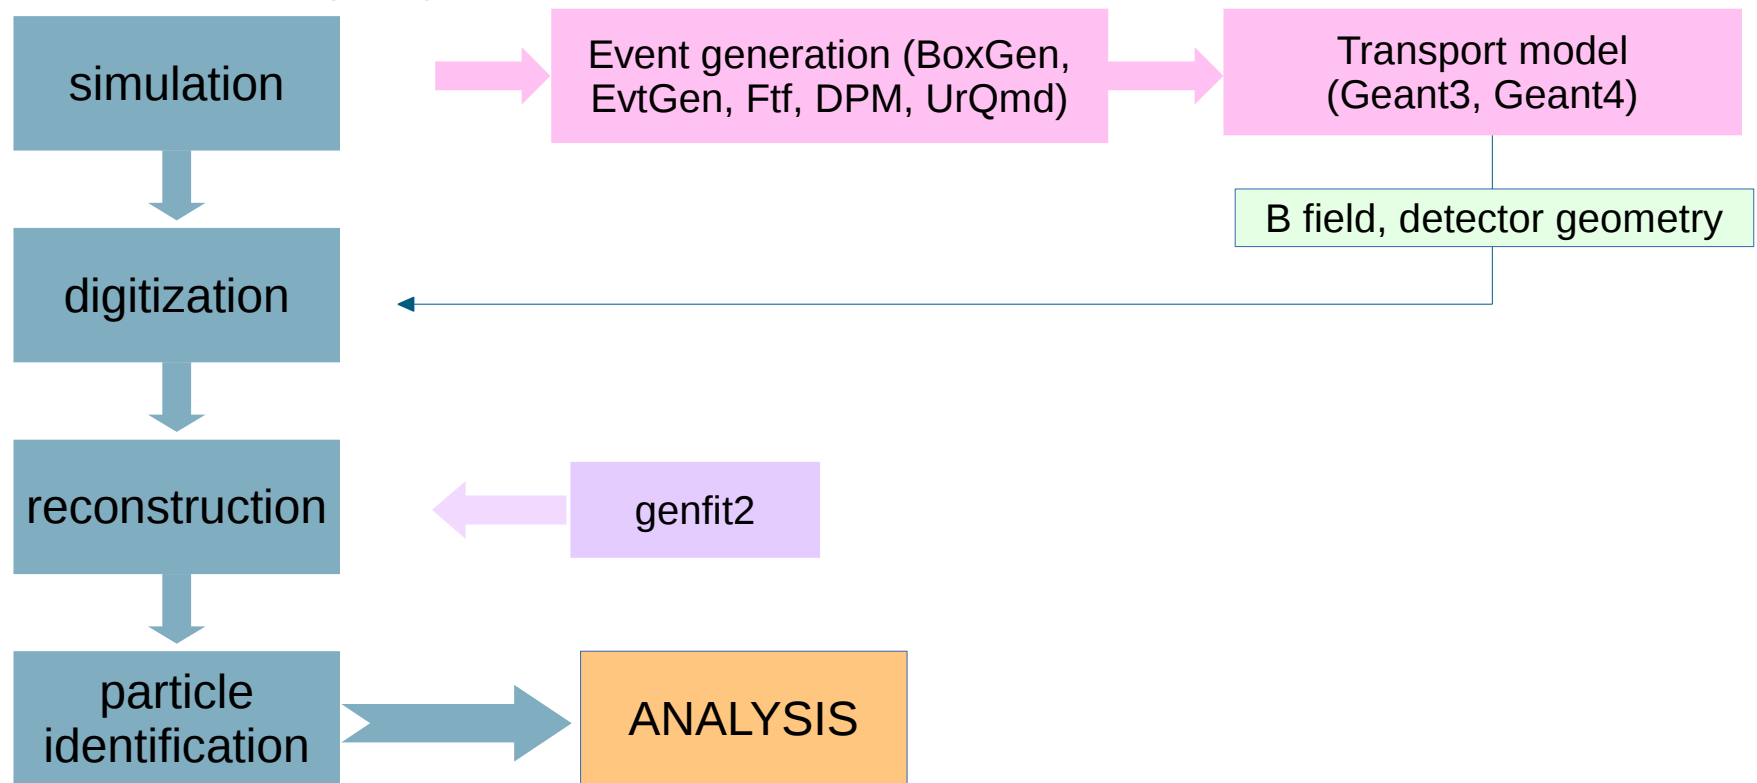 simulation
Event generation (BoxGen,
EvtGen, Ftf, DPM, UrQmd)
Transport model
(Geant3, Geant4)
B field, detector geometry
digitization
reconstruction
genfit2
particle
identification
ANALYSIS